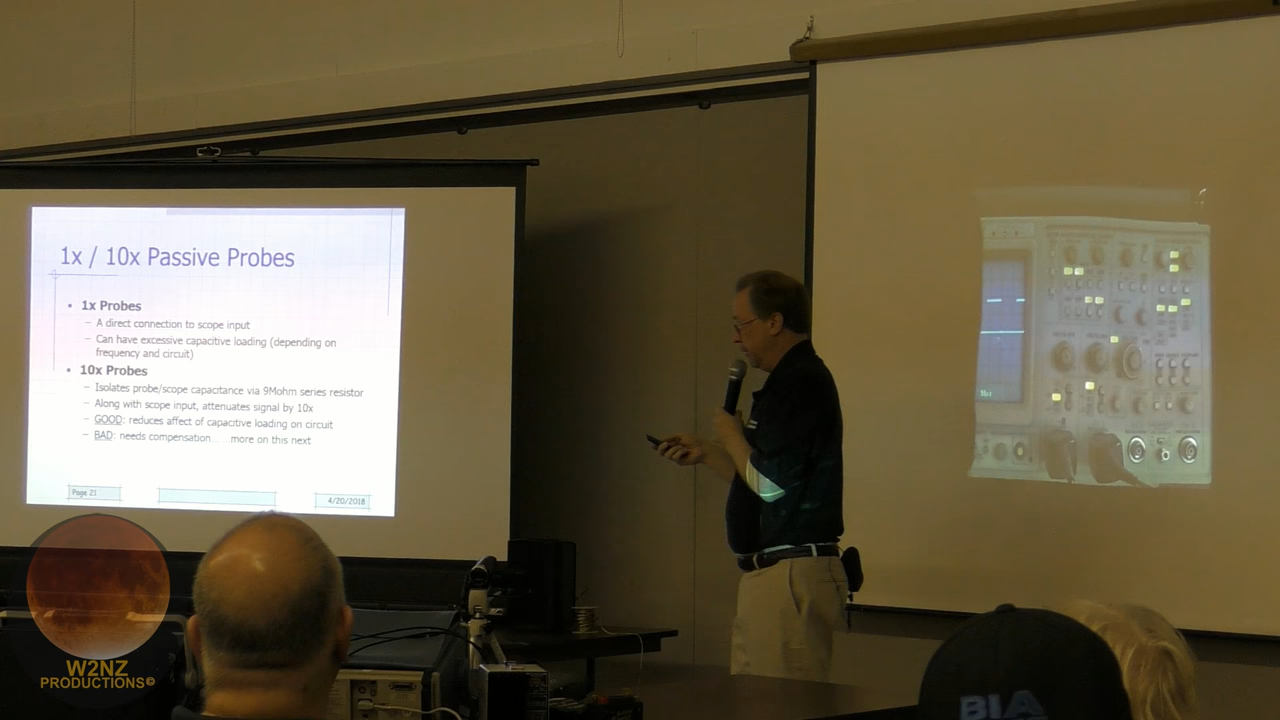 1x / 10x Passive Probes
• 1x Probes
– A direct connection to scope input
– Can have excessive capacitive loading (depending on
frequency and circuit)
• 10x Probes
– Isolates probe/scope capacitance via 9Mohm series resistor
– Along with scope input, attenuates signal by 10x
– GOOD: reduces affect of capacitive loading on circuit
– BAD: needs compensation…….more on this next
Page 21
4/20/2018
W2NZ
PRODUCTIONS©
BIA